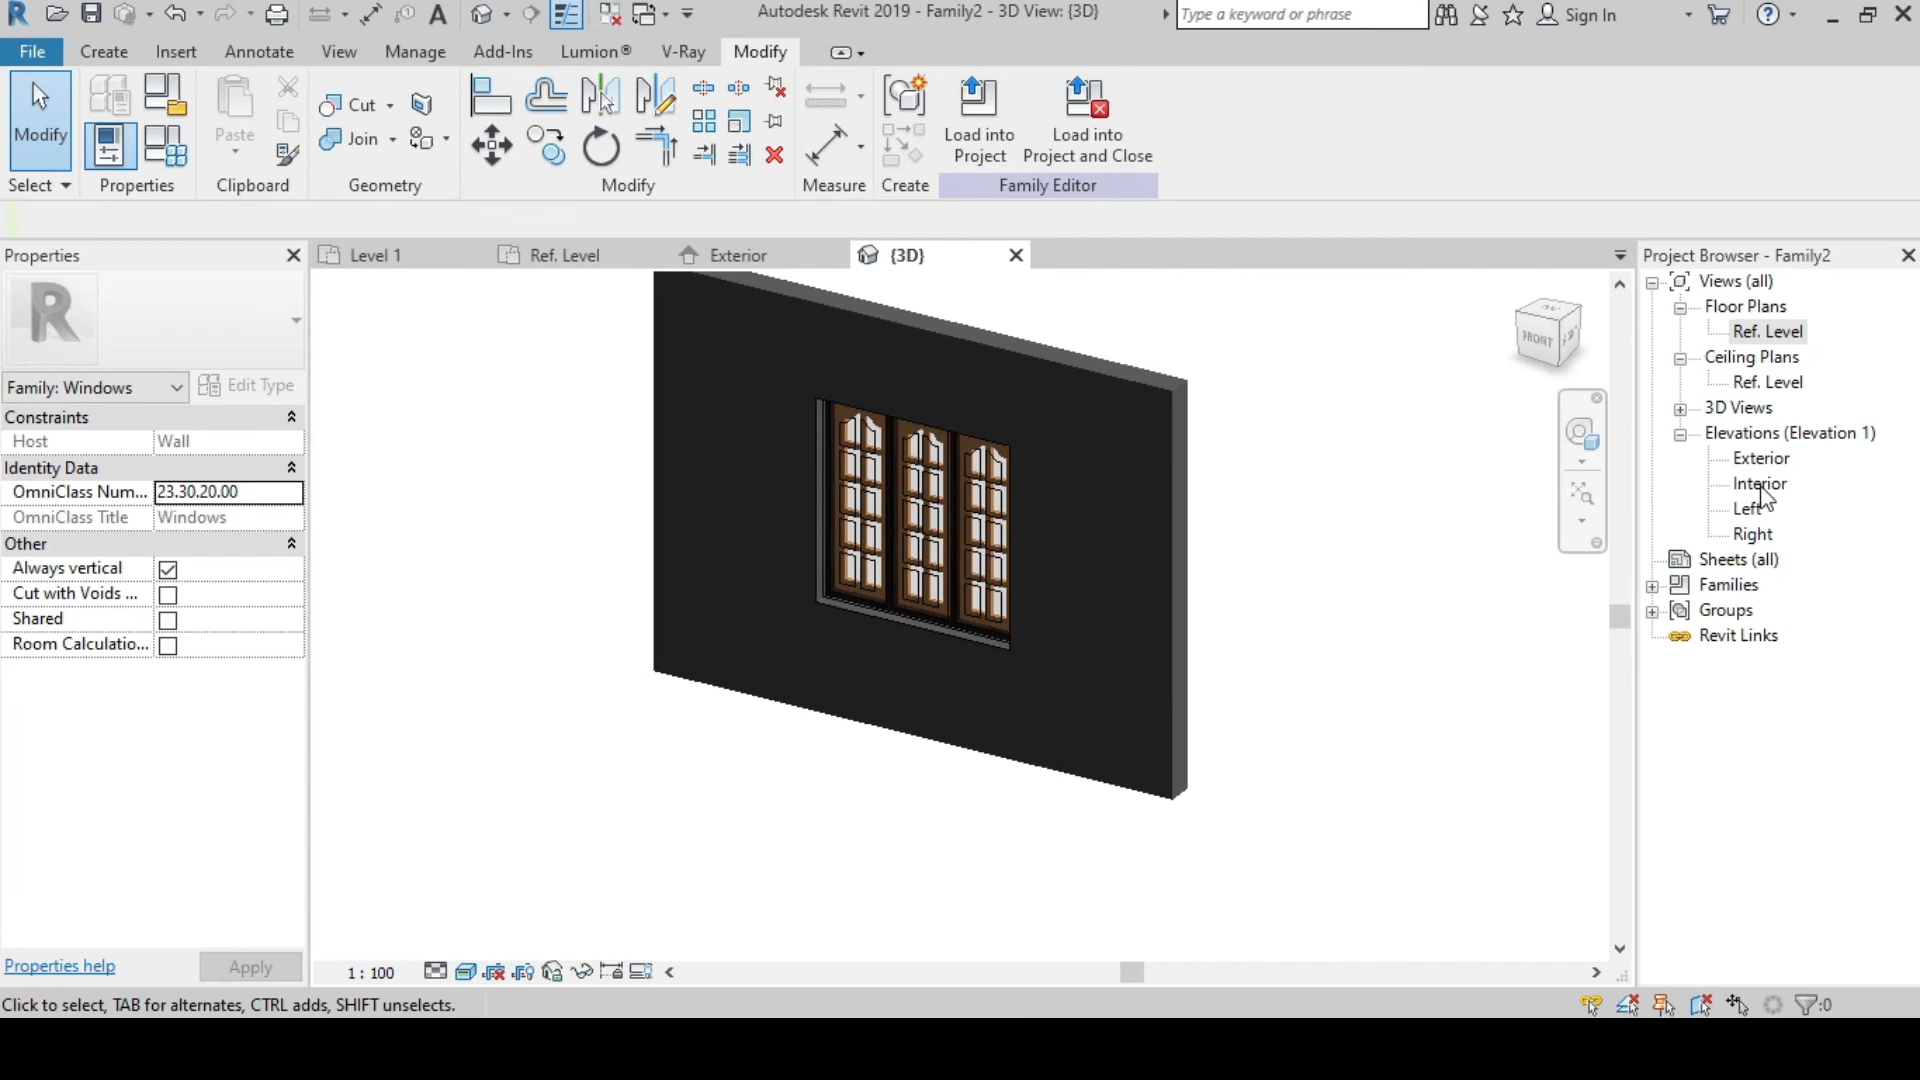 Autodesk Revit 2019 - Family2 - 3D View: {3D}
Type a keyword or phrase
Sign In
File
Create
Insert
Annotate
View
Manage
Add-Ins
Lumion®
V-Ray
Modify
Modify
Paste
Cut
Join
Load into
Project
Load into
Project and Close
Select
Properties
Clipboard
Geometry
Modify
Measure
Create
Family Editor
Properties
Level 1
Ref. Level
Exterior
{3D}
Project Browser - Family2
R
Family: Windows
Edit Type
Constraints
Host
Wall
Identity Data
OmniClass Num...
23.30.20.00
OmniClass Title
Windows
Other
Always vertical
Cut with Voids ...
Shared
Room Calculatio...
Properties help
Apply
FRONT
Views (all)
Floor Plans
Ref. Level
Ceiling Plans
Ref. Level
3D Views
Elevations (Elevation 1)
Exterior
Interior
Left
Right
Sheets (all)
Families
Groups
Revit Links
1 : 100
Click to select, TAB for alternates, CTRL adds, SHIFT unselects.
:0